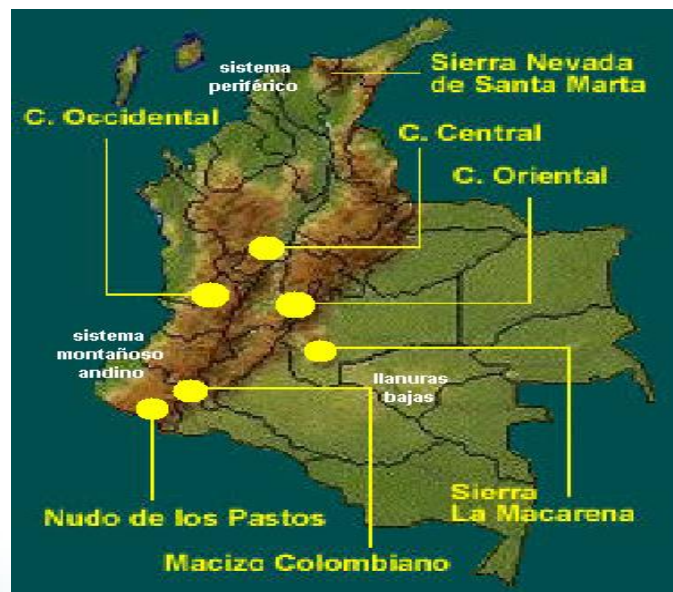 sistema
periférico
Sierra Nevada
de Santa Marta
C. Occidental
C. Central
C. Oriental
sistema
montañoso
andino
llanuras
bajas
Sierra
La Macarena
Nudo de los Pastos
Macizo Colombiano